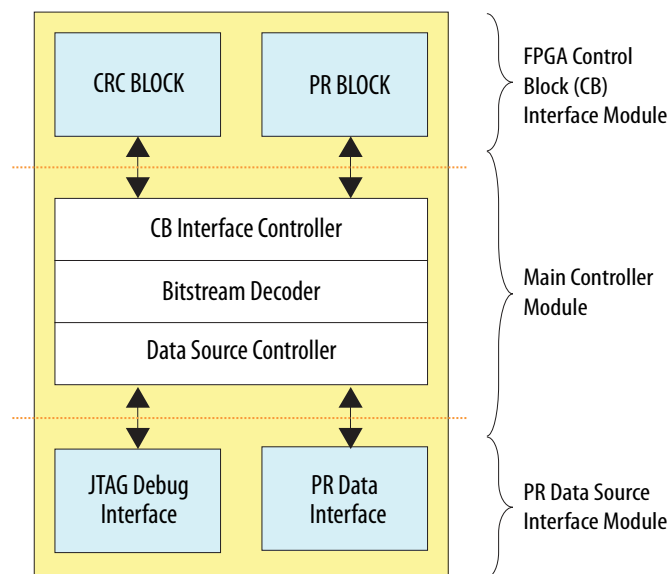 CRC BLOCK
PR BLOCK
FPGA Control
Block (CB)
Interface Module
CB Interface Controller
Bitstream Decoder
Data Source Controller
Main Controller
Module
JTAG Debug
Interface
PR Data
Interface
PR Data Source
Interface Module